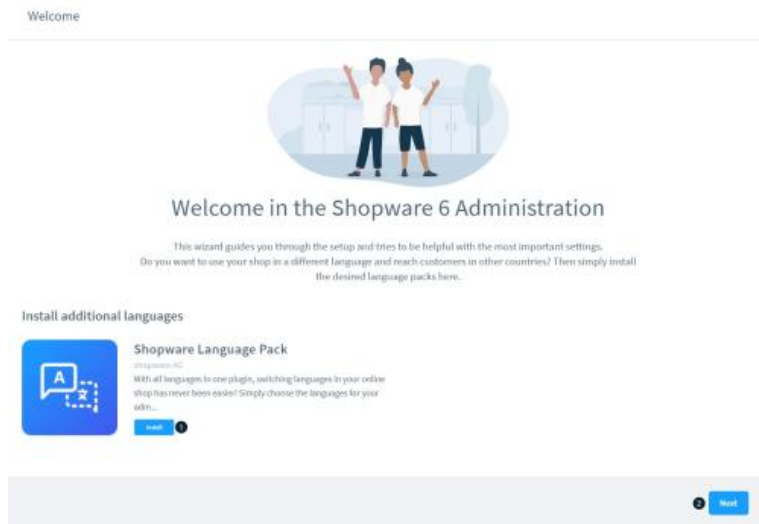 Welcome
Welcome in the Shopware 6 Administration
This wizard guides you through the setup and tries to be helpful with the most important settings.
Do you want to use your shop in a different language and reach customers in other countries? Then simply install
the desired language packs here.
Install additional languages
Shopware Language Pack
shopware AG
With all languages in one plugin, switching languages in your online
shop has never been easier! Simply choose the languages for your
adm...
Install 1
A
2 Next